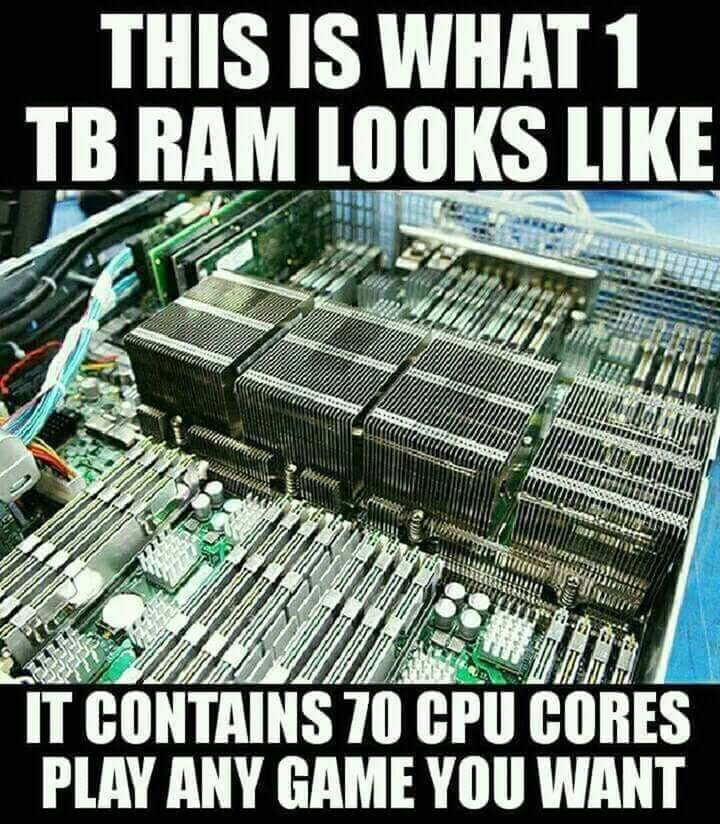 THIS IS WHAT 1
TB RAM LOOKS LIKE
IT CONTAINS 70 CPU CORES
PLAY ANY GAME YOU WANT